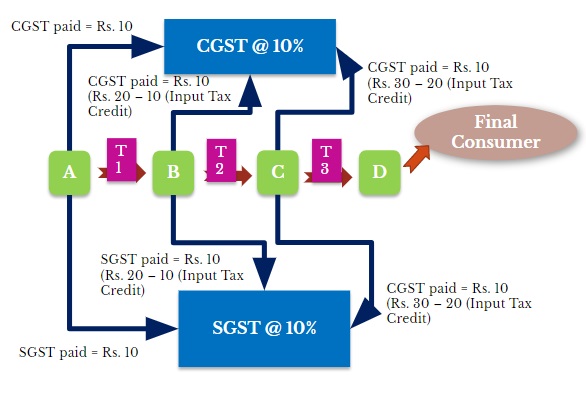 CGST paid = Rs. 10
CGST @ 10%
CGST paid = Rs. 10
(Rs. 20 – 10 (Input Tax
Credit)
CGST paid = Rs. 10
(Rs. 30 – 20 (Input Tax
Credit)
Final
Consumer
A
T
1
B
T
2
C
T
3
D
SGST paid = Rs. 10
(Rs. 20 – 10 (Input Tax
Credit)
CGST paid = Rs. 10
(Rs. 30 – 20 (Input Tax
Credit)
SGST @ 10%
SGST paid = Rs. 10